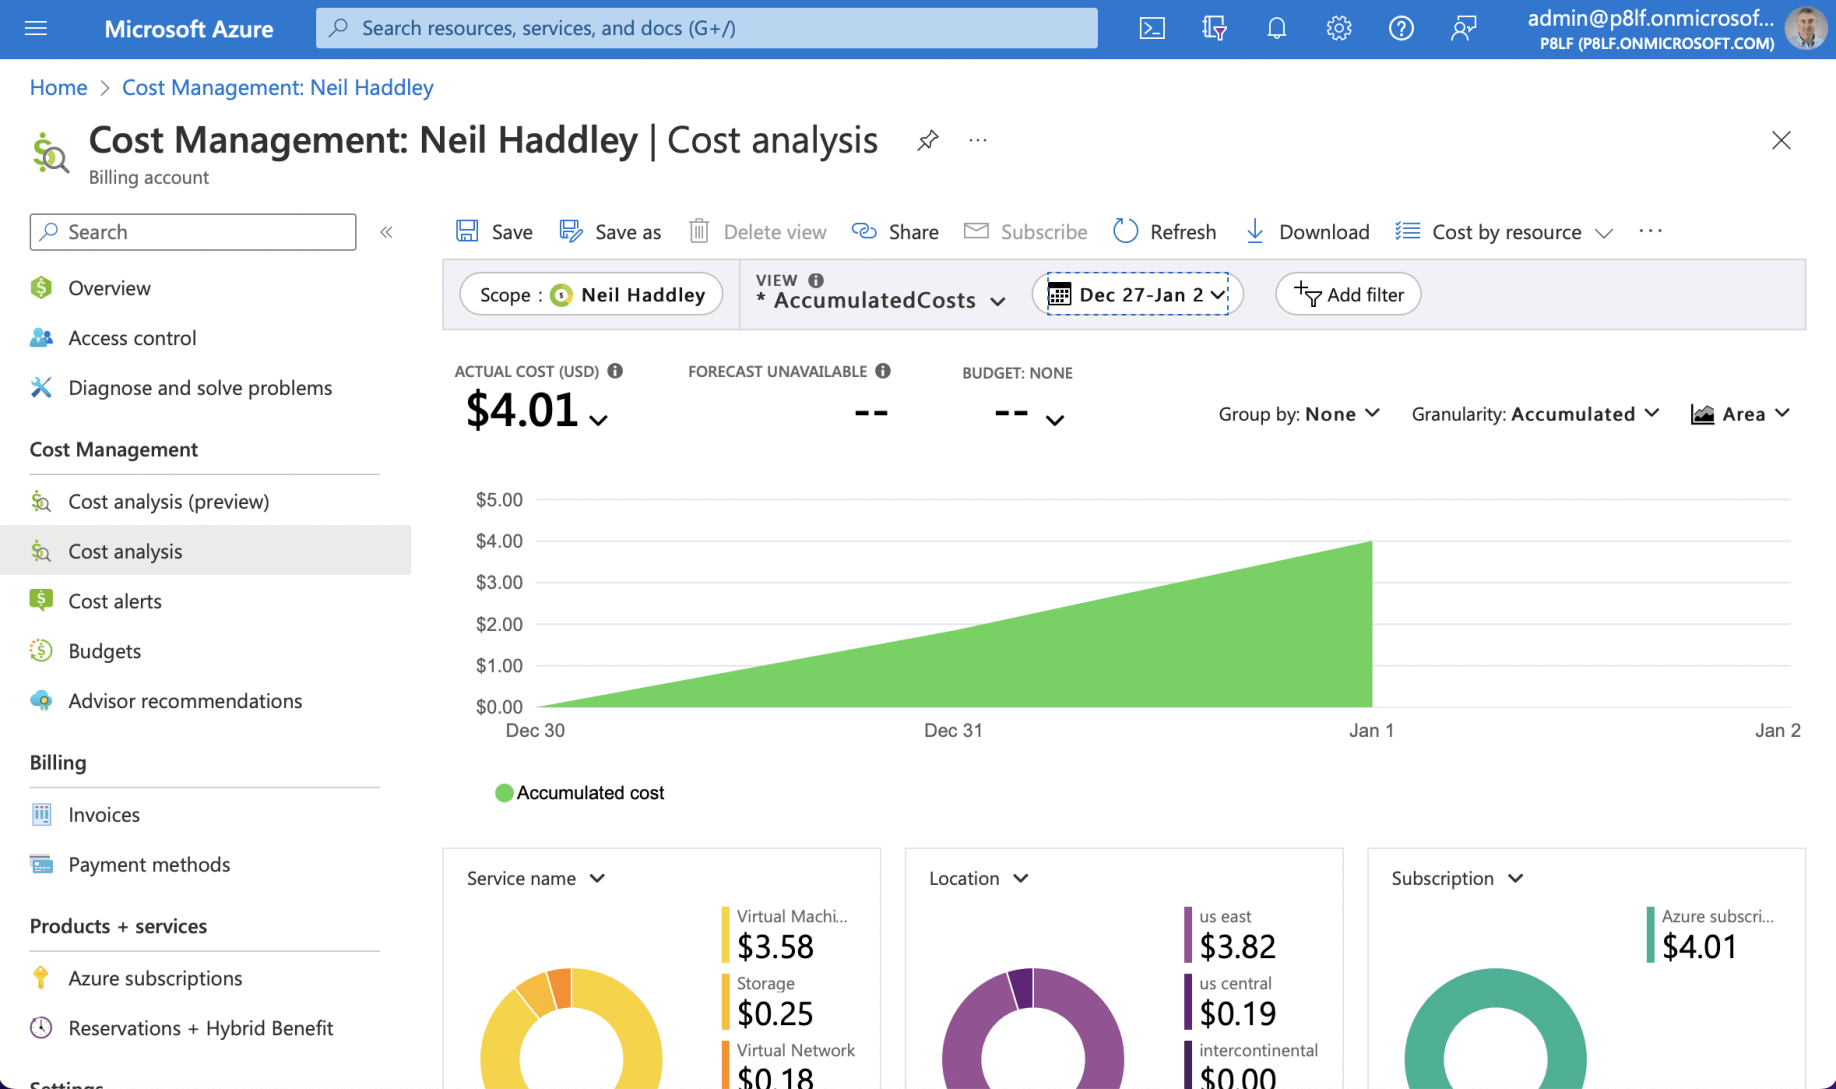 Microsoft Azure
Search resources, services, and docs (G+/)
admin@p8lf.onmicrosof...
P8LF (P8LF.ONMICROSOFT.COM)
Home > Cost Management: Neil Haddley
Cost Management: Neil Haddley | Cost analysis
...
Billing account
Search
«
Overview
Access control
Diagnose and solve problems
Cost Management
Cost analysis (preview)
Cost analysis
Cost alerts
Budgets
Advisor recommendations
Billing
Invoices
Payment methods
Products + services
Azure subscriptions
Reservations + Hybrid Benefit
Settings
Save
Save as
Delete view
Share
Subscribe
Refresh
Download
Cost by resource
...
Scope : Neil Haddley
VIEW
* AccumulatedCosts
Dec 27-Jan 2
Add filter
ACTUAL COST (USD)
$4.01
FORECAST UNAVAILABLE
--
BUDGET: NONE
--
Group by: None
Granularity: Accumulated
Area
$5.00
$4.00
$3.00
$2.00
$1.00
$0.00
Dec 30
Dec 31
Jan 1
Jan 2
Accumulated cost
Service name
Virtual Machi...
$3.58
Storage
$0.25
Virtual Network
$0.18
Location
us east
$3.82
us central
$0.19
intercontinental
$0.00
Subscription
Azure subscri...
$4.01